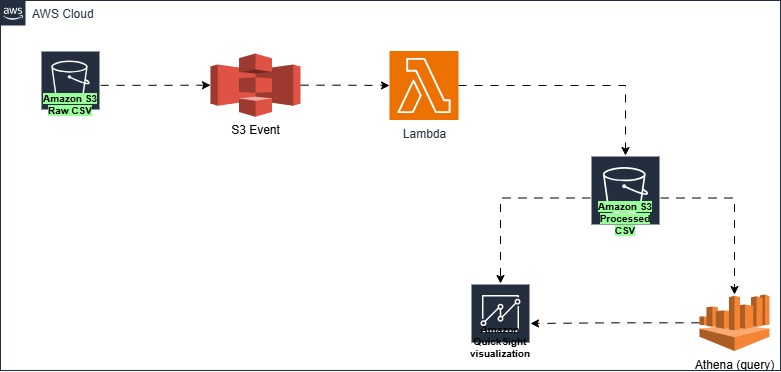 aws
AWS Cloud
Amazon S3
Raw CSV
S3 Event
Lambda
Amazon S3
Processed
CSV
Amazon
QuickSight
visualization
Athena (query)